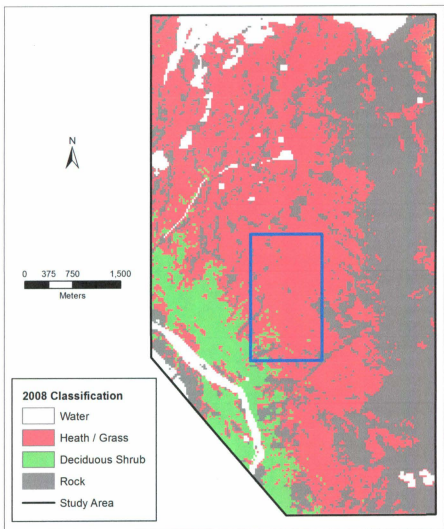 N
0 375 750 1,500
Meters
2008 Classification
Water
Heath / Grass
Deciduous Shrub
Rock
Study Area